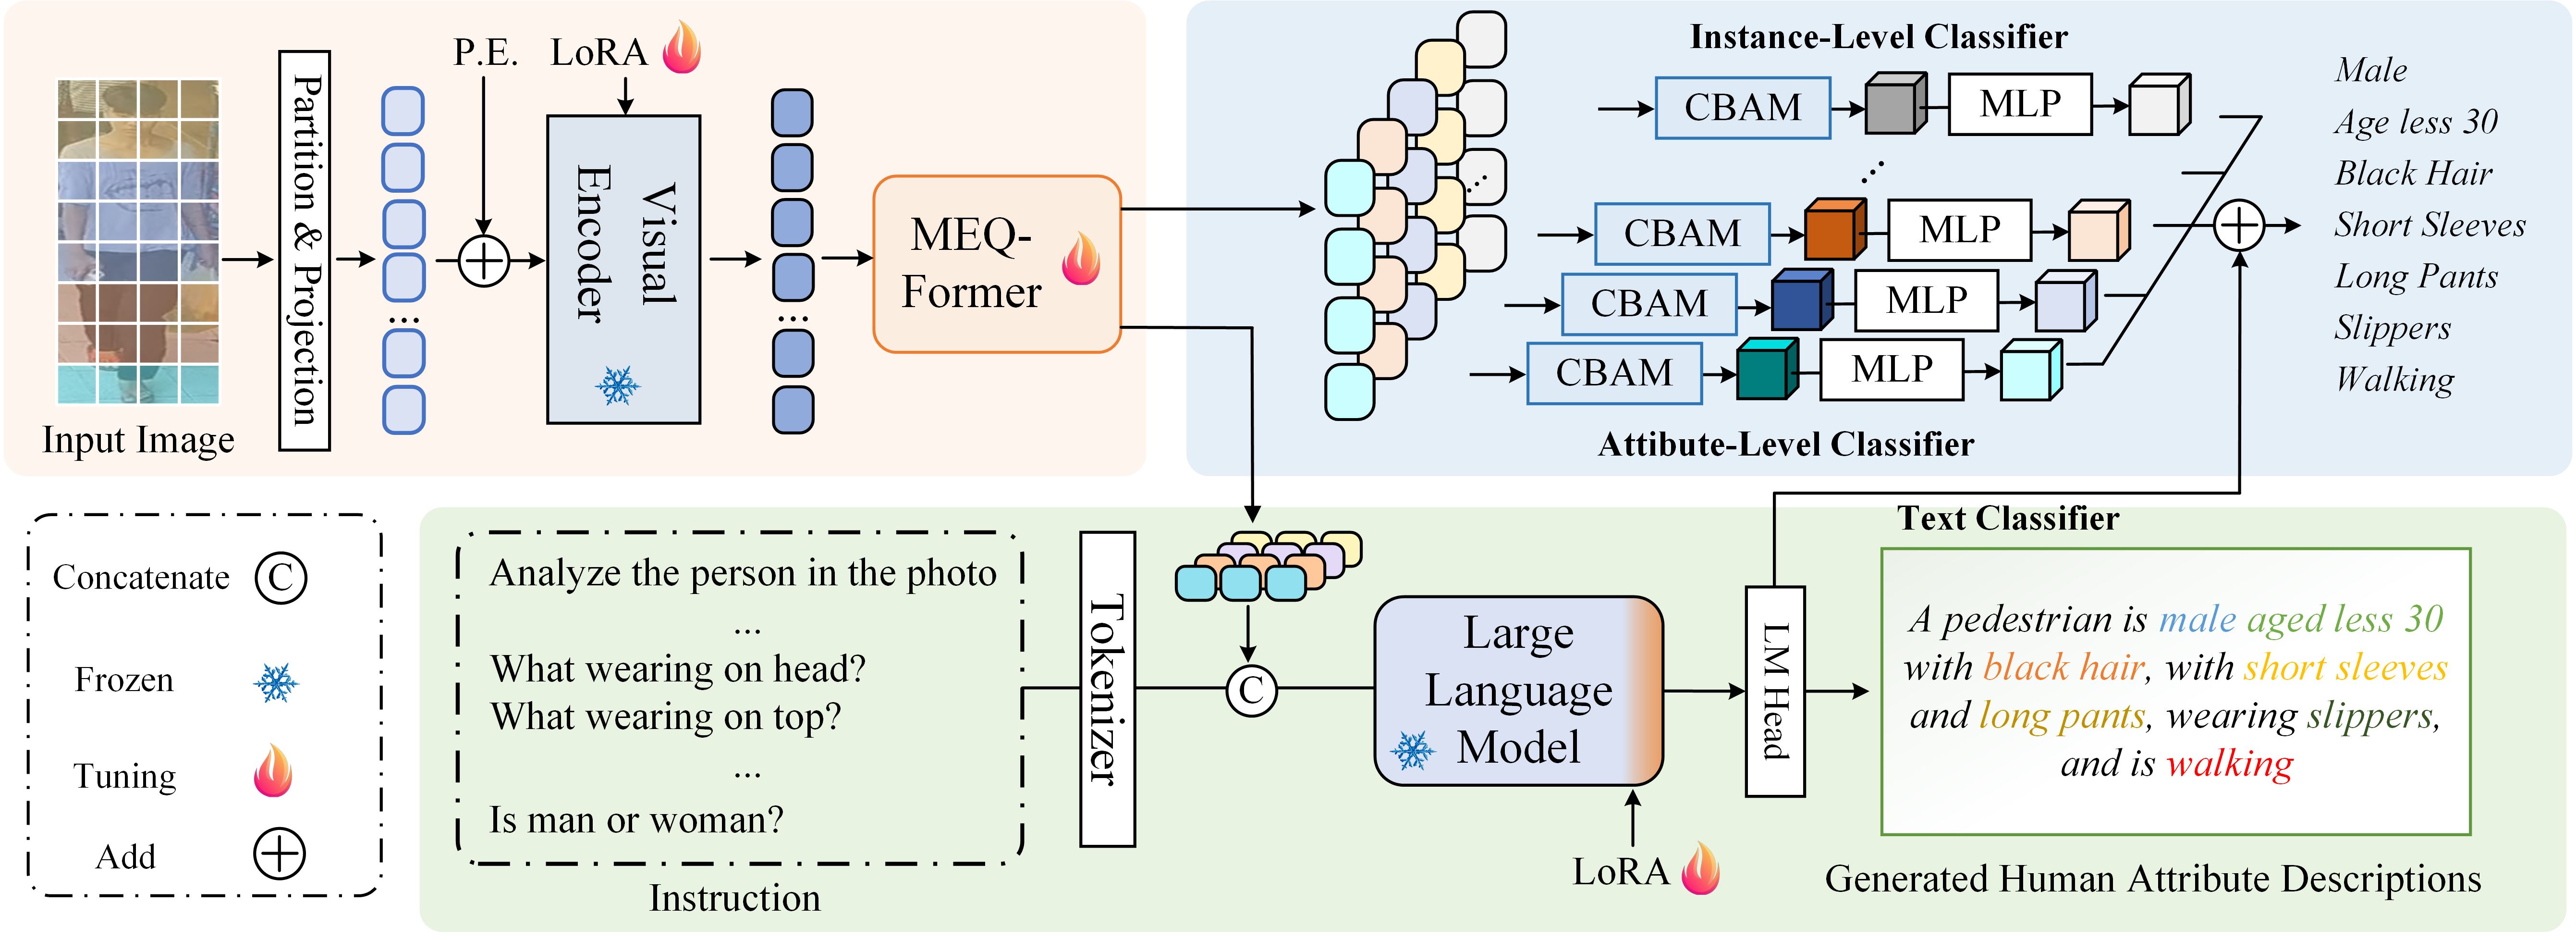 P.E.
LoRA
Partition & Projection
Visual
Encoder
MEQ-
Former
Input Image
Instance-Level Classifier
CBAM
MLP
...
CBAM
MLP
CBAM
MLP
CBAM
MLP
Attibute-Level Classifier
Male
Age less 30
Black Hair
Short Sleeves
Long Pants
Slippers
Walking
Concatenate C
Frozen
Tuning
Add
Analyze the person in the photo
...
What wearing on head?
What wearing on top?
...
Is man or woman?
Instruction
Tokenizer
C
Large
Language
Model
LoRA
LM Head
Text Classifier
A pedestrian is male aged less 30
with black hair, with short sleeves
and long pants, wearing slippers,
and is walking
Generated Human Attribute Descriptions